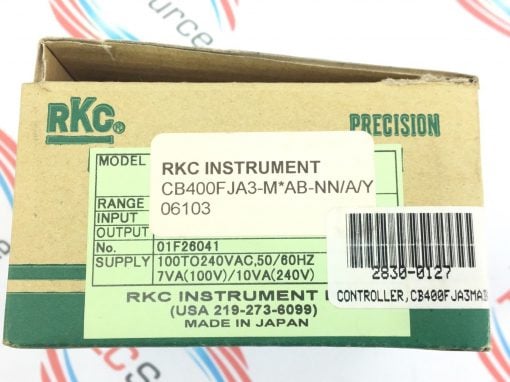 RKC®
PRECISION
MODEL
RKC INSTRUMENT
CB400FJA3-M*AB-NN/A/Y
06103
RANGE
INPUT
OUTPUT
No. 01F26041
SUPPLY 100TO240VAC,50/60HZ
7VA(100V)/10VA(240V)
RKC INSTRUMENT
(USA 219-273-6099)
MADE IN JAPAN
2830-0127
CONTROLLER,CB400FJA3MA